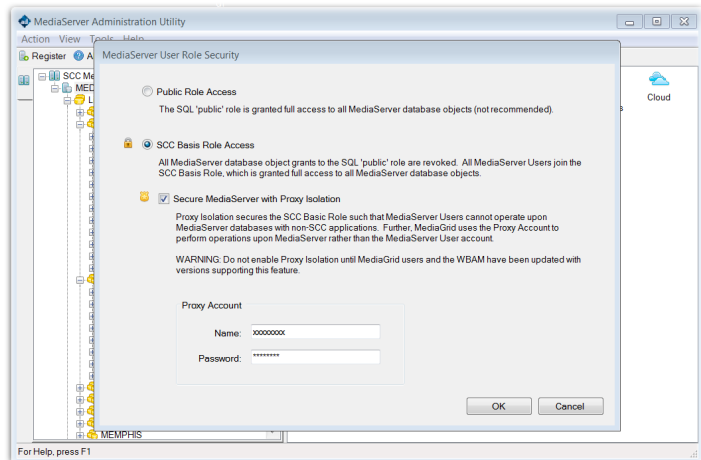 MediaServer Administration Utility
Action View Tools Help
Register
MediaServer User Role Security
SCC Me
MED
Cloud
Public Role Access
The SQL 'public' role is granted full access to all MediaServer database objects (not recommended).
SCC Basis Role Access
All MediaServer database object grants to the SQL 'public' role are revoked. All MediaServer Users join the
SCC Basis Role, which is granted full access to all MediaServer database objects.
Secure MediaServer with Proxy Isolation
Proxy Isolation secures the SCC Basic Role such that MediaServer Users cannot operate upon
MediaServer databases with non-SCC applications. Further, MediaGrid uses the Proxy Account to
perform operations upon MediaServer rather than the MediaServer User account.
WARNING: Do not enable Proxy Isolation until MediaGrid users and the WBAM have been updated with
versions supporting this feature.
Proxy Account
Name: xxxxxxxx
Password: ********
OK Cancel
MEMPHIS
For Help, press F1